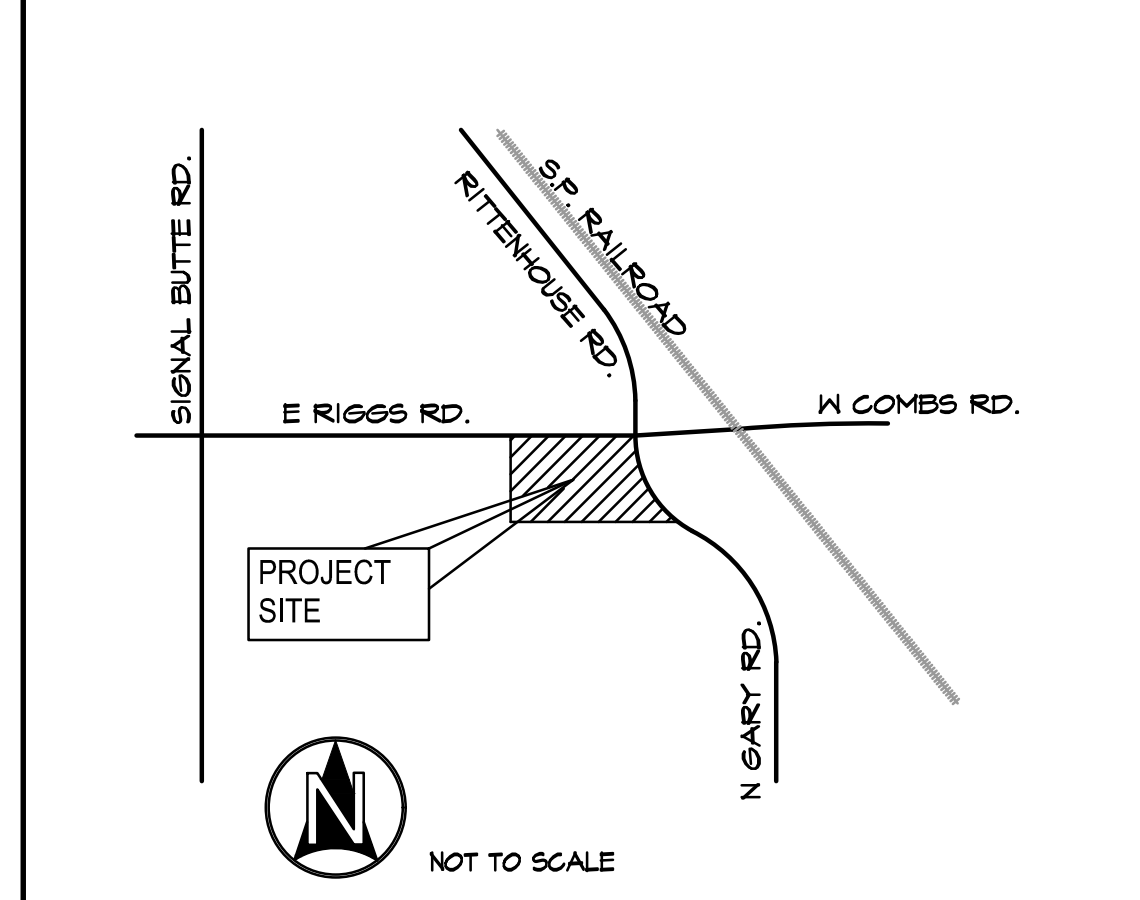 SIGNAL BUTTE RD.
RITTENHOUSE RD.
S.P. RAILROAD
E RIGGS RD.
W COMBS RD.
PROJECT
SITE
N GARY RD.
N
NOT TO SCALE